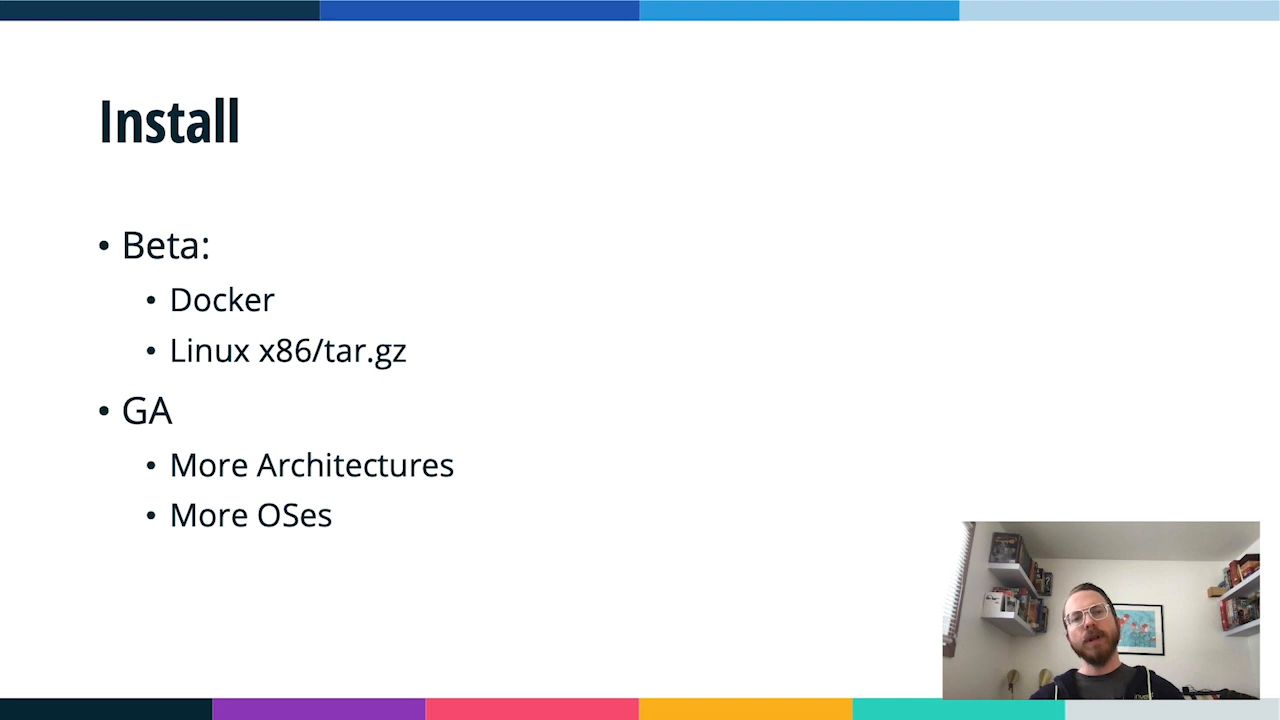 Install
• Beta:
• Docker
• Linux x86/tar.gz
• GA
• More Architectures
• More OSes